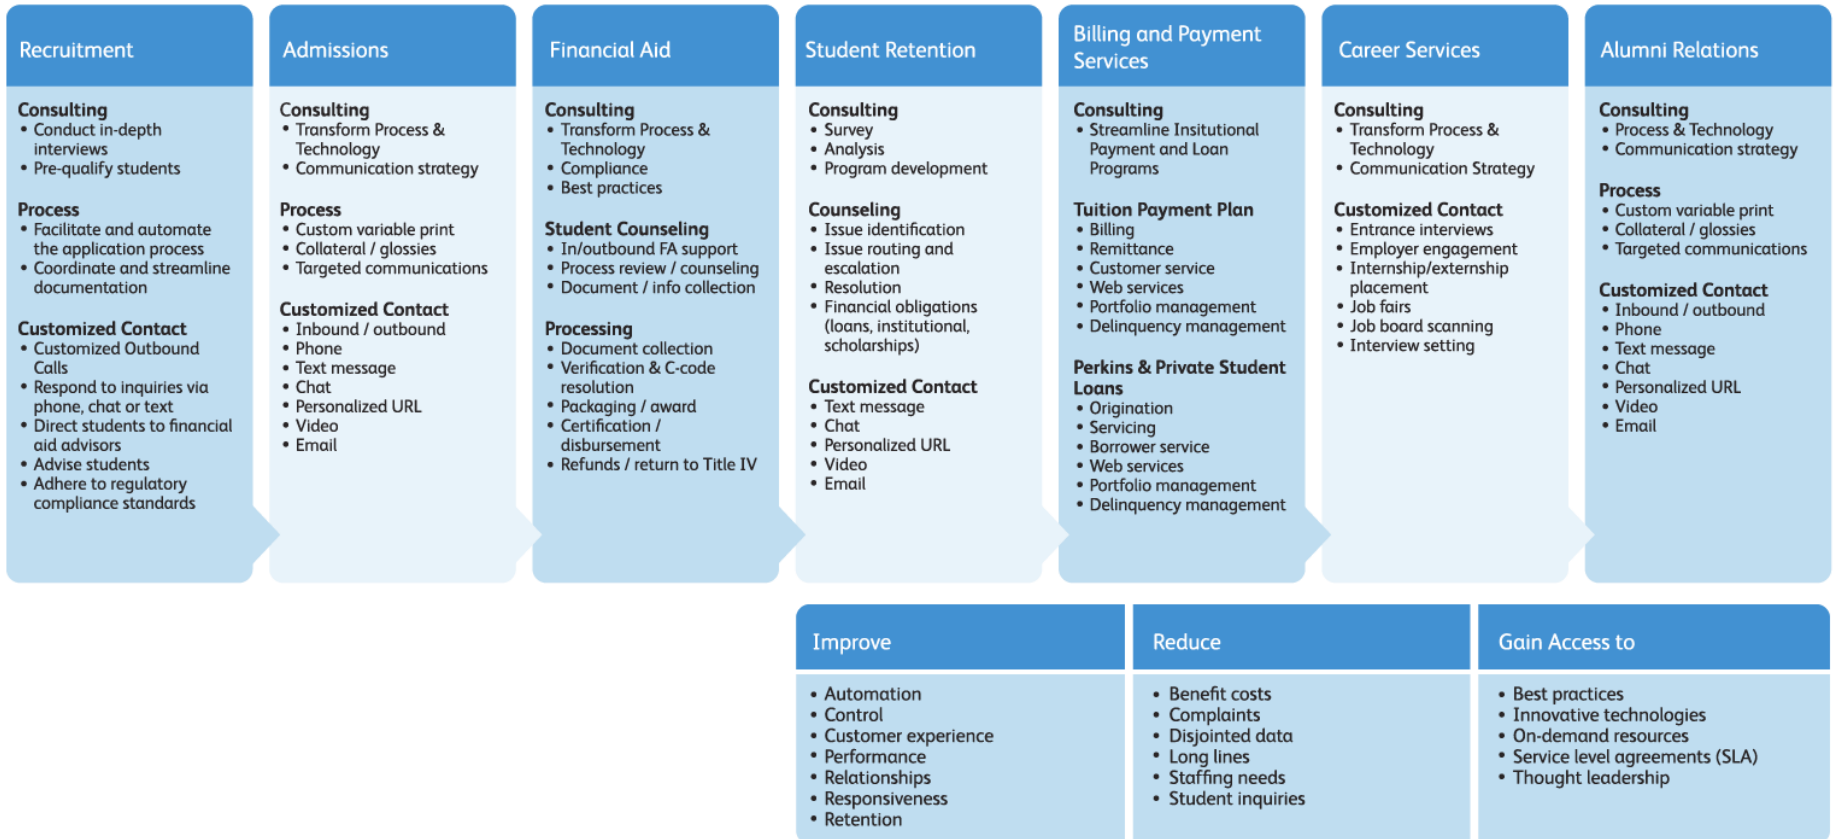 Recruitment
Consulting
• Conduct in-depth
interviews
• Pre-qualify students
Process
• Facilitate and automate
the application process
• Coordinate and streamline
documentation
Customized Contact
• Customized Outbound
Calls
• Respond to inquiries via
phone, chat or text
• Direct students to financial
aid advisors
• Advise students
• Adhere to regulatory
compliance standards
Admissions
Consulting
• Transform Process &
Technology
• Communication strategy
Process
• Custom variable print
• Collateral / glossies
• Targeted communications
Customized Contact
• Inbound / outbound
• Phone
• Text message
• Chat
• Personalized URL
• Video
• Email
Financial Aid
Consulting
• Transform Process &
Technology
• Compliance
• Best practices
Student Counseling
• In/outbound FA support
• Process review / counseling
• Document / info collection
Processing
• Document collection
• Verification & C-code
resolution
• Packaging / award
• Certification /
disbursement
• Refunds / return to Title IV
Student Retention
Consulting
• Survey
• Analysis
• Program development
Counseling
• Issue identification
• Issue routing and
escalation
• Resolution
• Financial obligations
(loans, institutional,
scholarships)
Customized Contact
• Text message
• Chat
• Personalized URL
• Video
• Email
Billing and Payment
Services
Consulting
• Streamline Insitutional
Payment and Loan
Programs
Tuition Payment Plan
• Billing
• Remittance
• Customer service
• Web services
• Portfolio management
• Delinquency management
Perkins & Private Student
Loans
• Origination
• Servicing
• Borrower service
• Web services
• Portfolio management
• Delinquency management
Career Services
Consulting
• Transform Process &
Technology
• Communication Strategy
Customized Contact
• Entrance interviews
• Employer engagement
• Internship/externship
placement
• Job fairs
• Job board scanning
• Interview setting
Alumni Relations
Consulting
• Process & Technology
• Communication strategy
Process
• Custom variable print
• Collateral / glossies
• Targeted communications
Customized Contact
• Inbound / outbound
• Phone
• Text message
• Chat
• Personalized URL
• Video
• Email
Improve
• Automation
• Control
• Customer experience
• Performance
• Relationships
• Responsiveness
• Retention
Reduce
• Benefit costs
• Complaints
• Disjointed data
• Long lines
• Staffing needs
• Student inquiries
Gain Access to
• Best practices
• Innovative technologies
• On-demand resources
• Service level agreements (SLA)
• Thought leadership